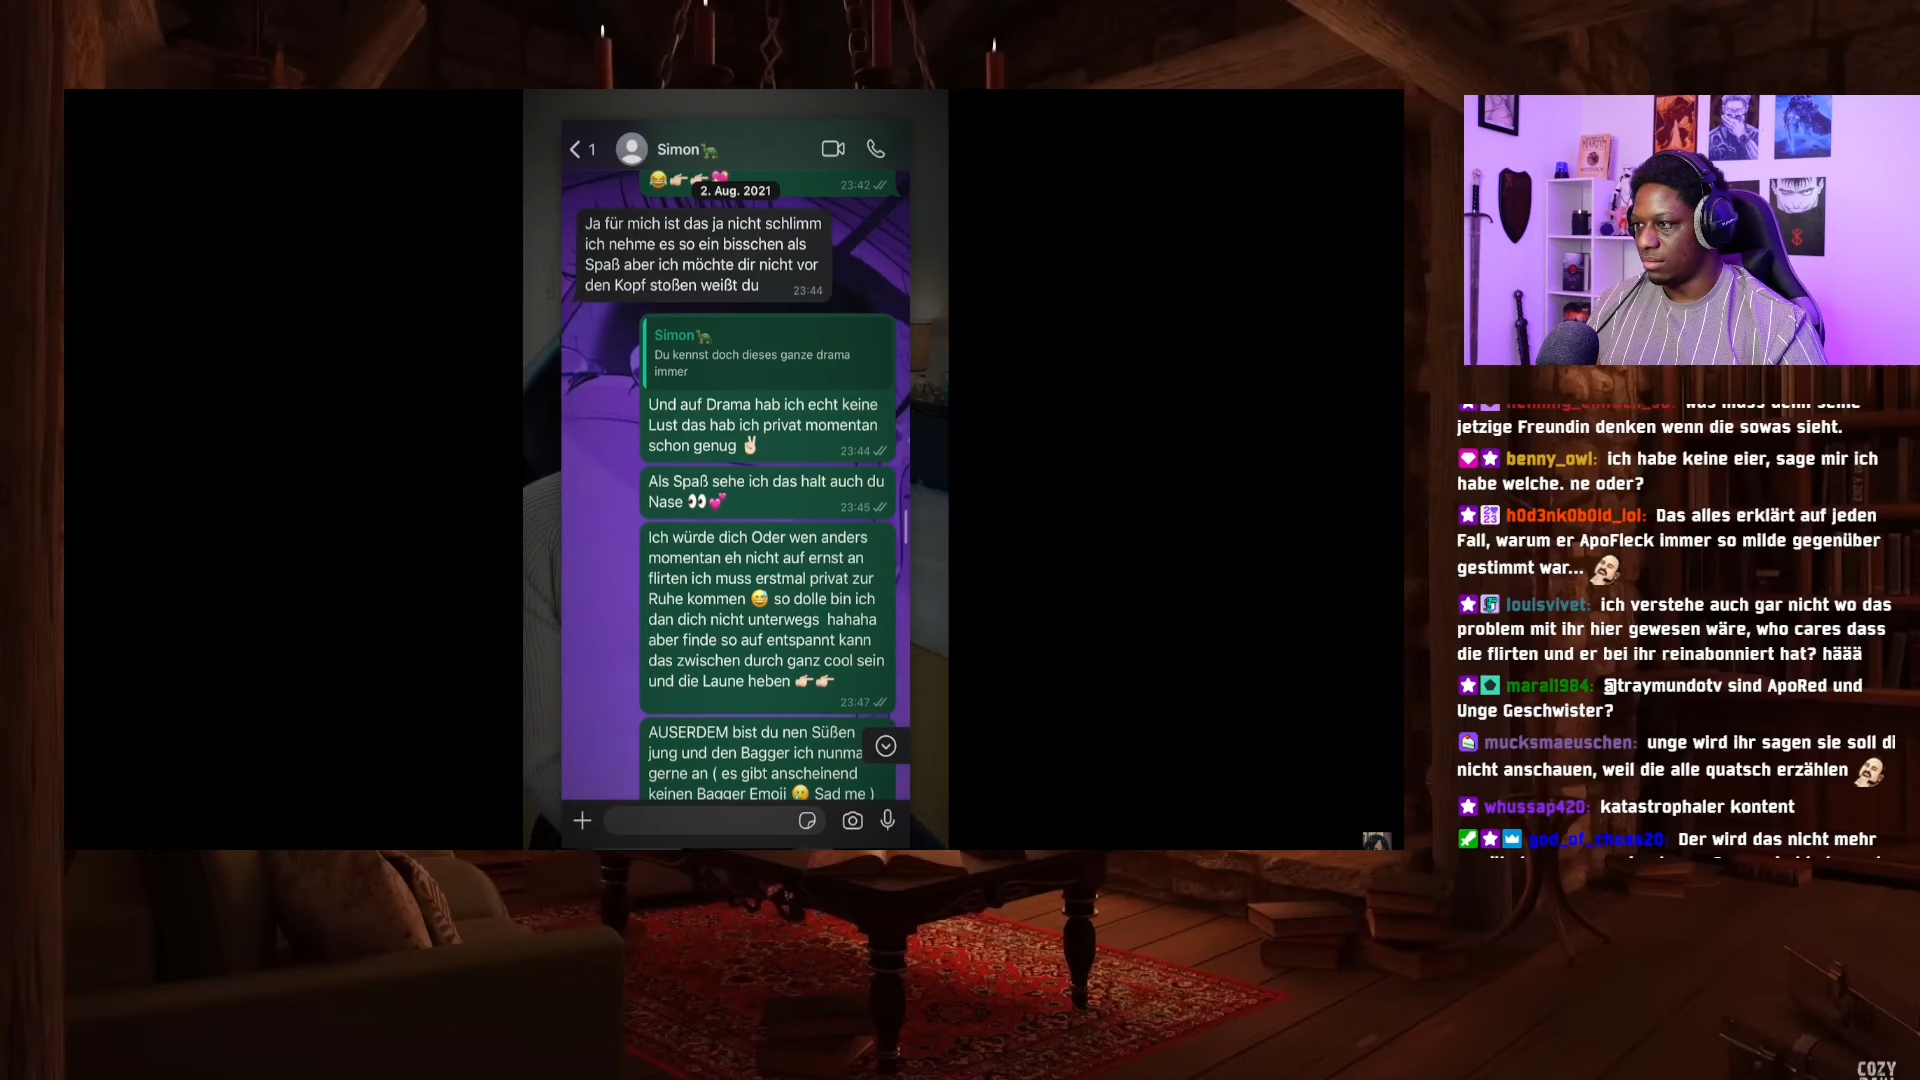 1
Simon
23:42
2. Aug. 2021
Ja für mich ist das ja nicht schlimm
ich nehme es so ein bisschen als
Spaß aber ich möchte dir nicht vor
den Kopf stoßen weißt du
23:44
Simon
Du kennst doch dieses ganze drama
immer
Und auf Drama hab ich echt keine
Lust das hab ich privat momentan
schon genug ✌🏻
23:44
Als Spaß sehe ich das halt auch du
Nase 👀💕
23:45
Ich würde dich Oder wen anders
momentan eh nicht auf ernst an
flirten ich muss erstmal privat zur
Ruhe kommen 😅 so dolle bin ich
dan dich nicht unterwegs hahaha
aber finde so auf entspannt kann
das zwischen durch ganz cool sein
und die Laune heben 👉🏻👉🏻
23:47
AUSERDEM bist du nen Süßen
jung und den Bagger ich nunma
gerne an ( es gibt anscheinend
keinen Bagger Emoji 🥲 Sad me )
was muss denn seine
jetzige Freundin denken wenn die sowas sieht.
benny_owl: ich habe keine eier, sage mir ich
habe welche. ne oder?
h0d3nk0b0ld_lol: Das alles erklärt auf jeden
Fall, warum er ApoFleck immer so milde gegenüber
gestimmt war...
louisvlvet: ich verstehe auch gar nicht wo das
problem mit ihr hier gewesen wäre, who cares dass
die flirten und er bei ihr reinabonniert hat? häää
maral1984: @traymundotv sind ApoRed und
Unge Geschwister?
mucksmaeuschen: unge wird ihr sagen sie soll di
nicht anschauen, weil die alle quatsch erzählen
whussap420: katastrophaler kontent
god_of_cheas20: Der wird das nicht mehr
MARTIN
COZY